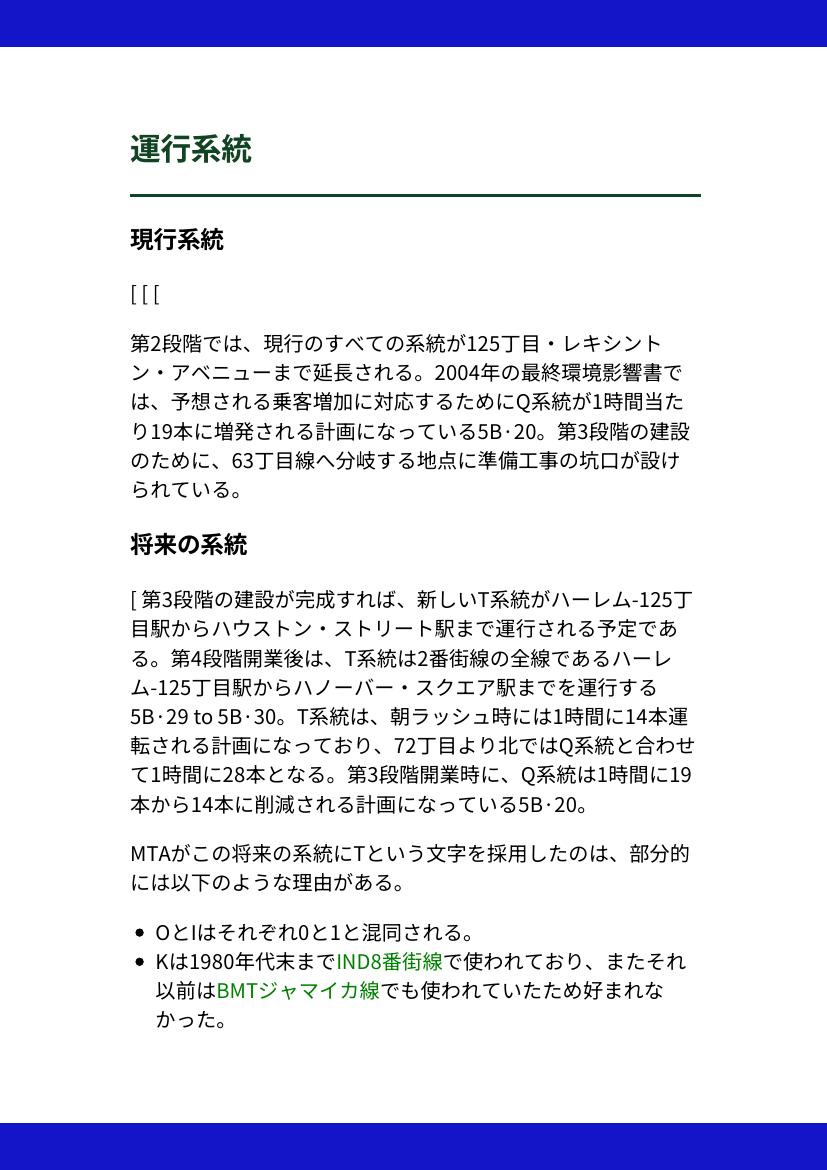 運行系統
現行系統
[ [ [
第2段階では、現行のすべての系統が125丁目・レキシント
ン・アベニューまで延長される。2004年の最終環境影響書で
は、予想される乗客増加に対応するためにQ系統が1時間当た
り19本に増発される計画になっている5B‧20。第3段階の建設
のために、63丁目線へ分岐する地点に準備工事の坑口が設け
られている。
将来の系統
[ 第3段階の建設が完成すれば、新しいT系統がハーレム-125丁
目駅からハウストン・ストリート駅まで運行される予定であ
る。第4段階開業後は、T系統は2番街線の全線であるハーレ
ム-125丁目駅からハノーバー・スクエア駅までを運行する
5B‧29 to 5B‧30。T系統は、朝ラッシュ時には1時間に14本運
転される計画になっており、72丁目より北ではQ系統と合わせ
て1時間に28本となる。第3段階開業時に、Q系統は1時間に19
本から14本に削減される計画になっている5B‧20。
MTAがこの将来の系統にTという文字を採用したのは、部分的
には以下のような理由がある。
• OとIはそれぞれ0と1と混同される。
• Kは1980年代末までIND8番街線で使われており、またそれ
以前はBMTジャマイカ線でも使われていたため好まれな
かった。